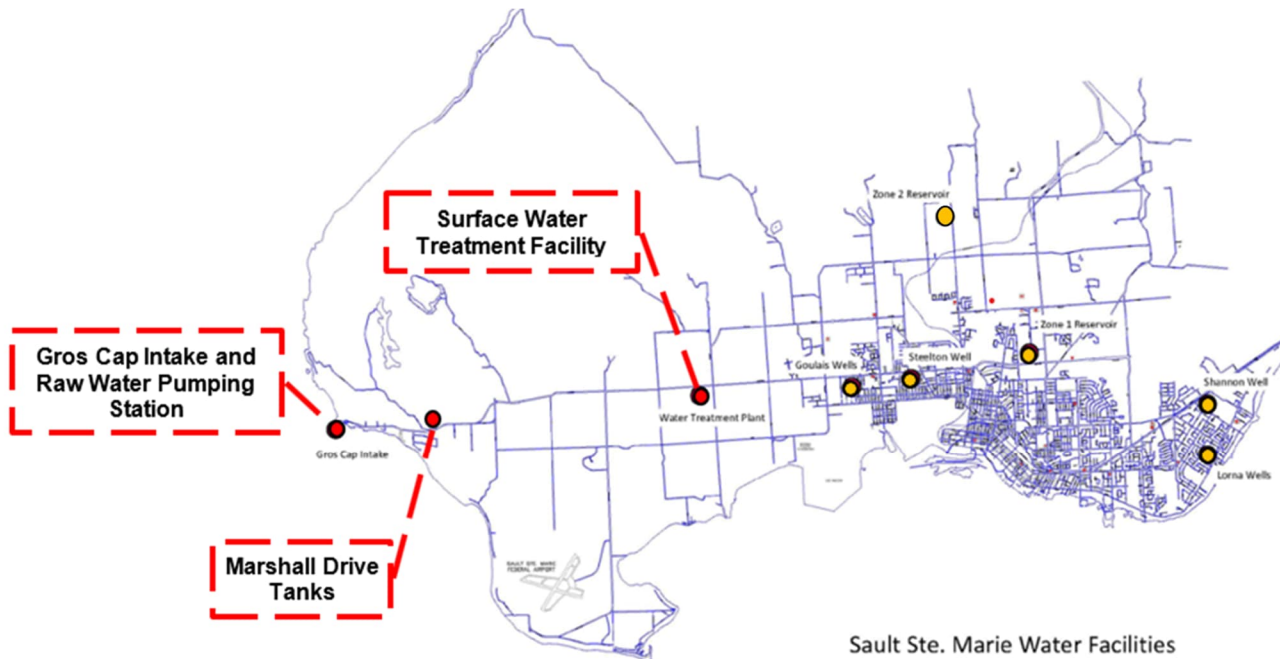 Zone 2 Reservoir
Surface Water
Treatment Facility
Zone 1 Reservoir
Gros Cap Intake and
Raw Water Pumping
Station
Goulais Wells
Steelton Well
Shannon Well
Water Treatment Plant
Gros Cap Intake
Lorna Wells
Marshall Drive
Tanks
SAULT STE. MARIE
FEDERAL AIRPORT
Sault Ste. Marie Water Facilities